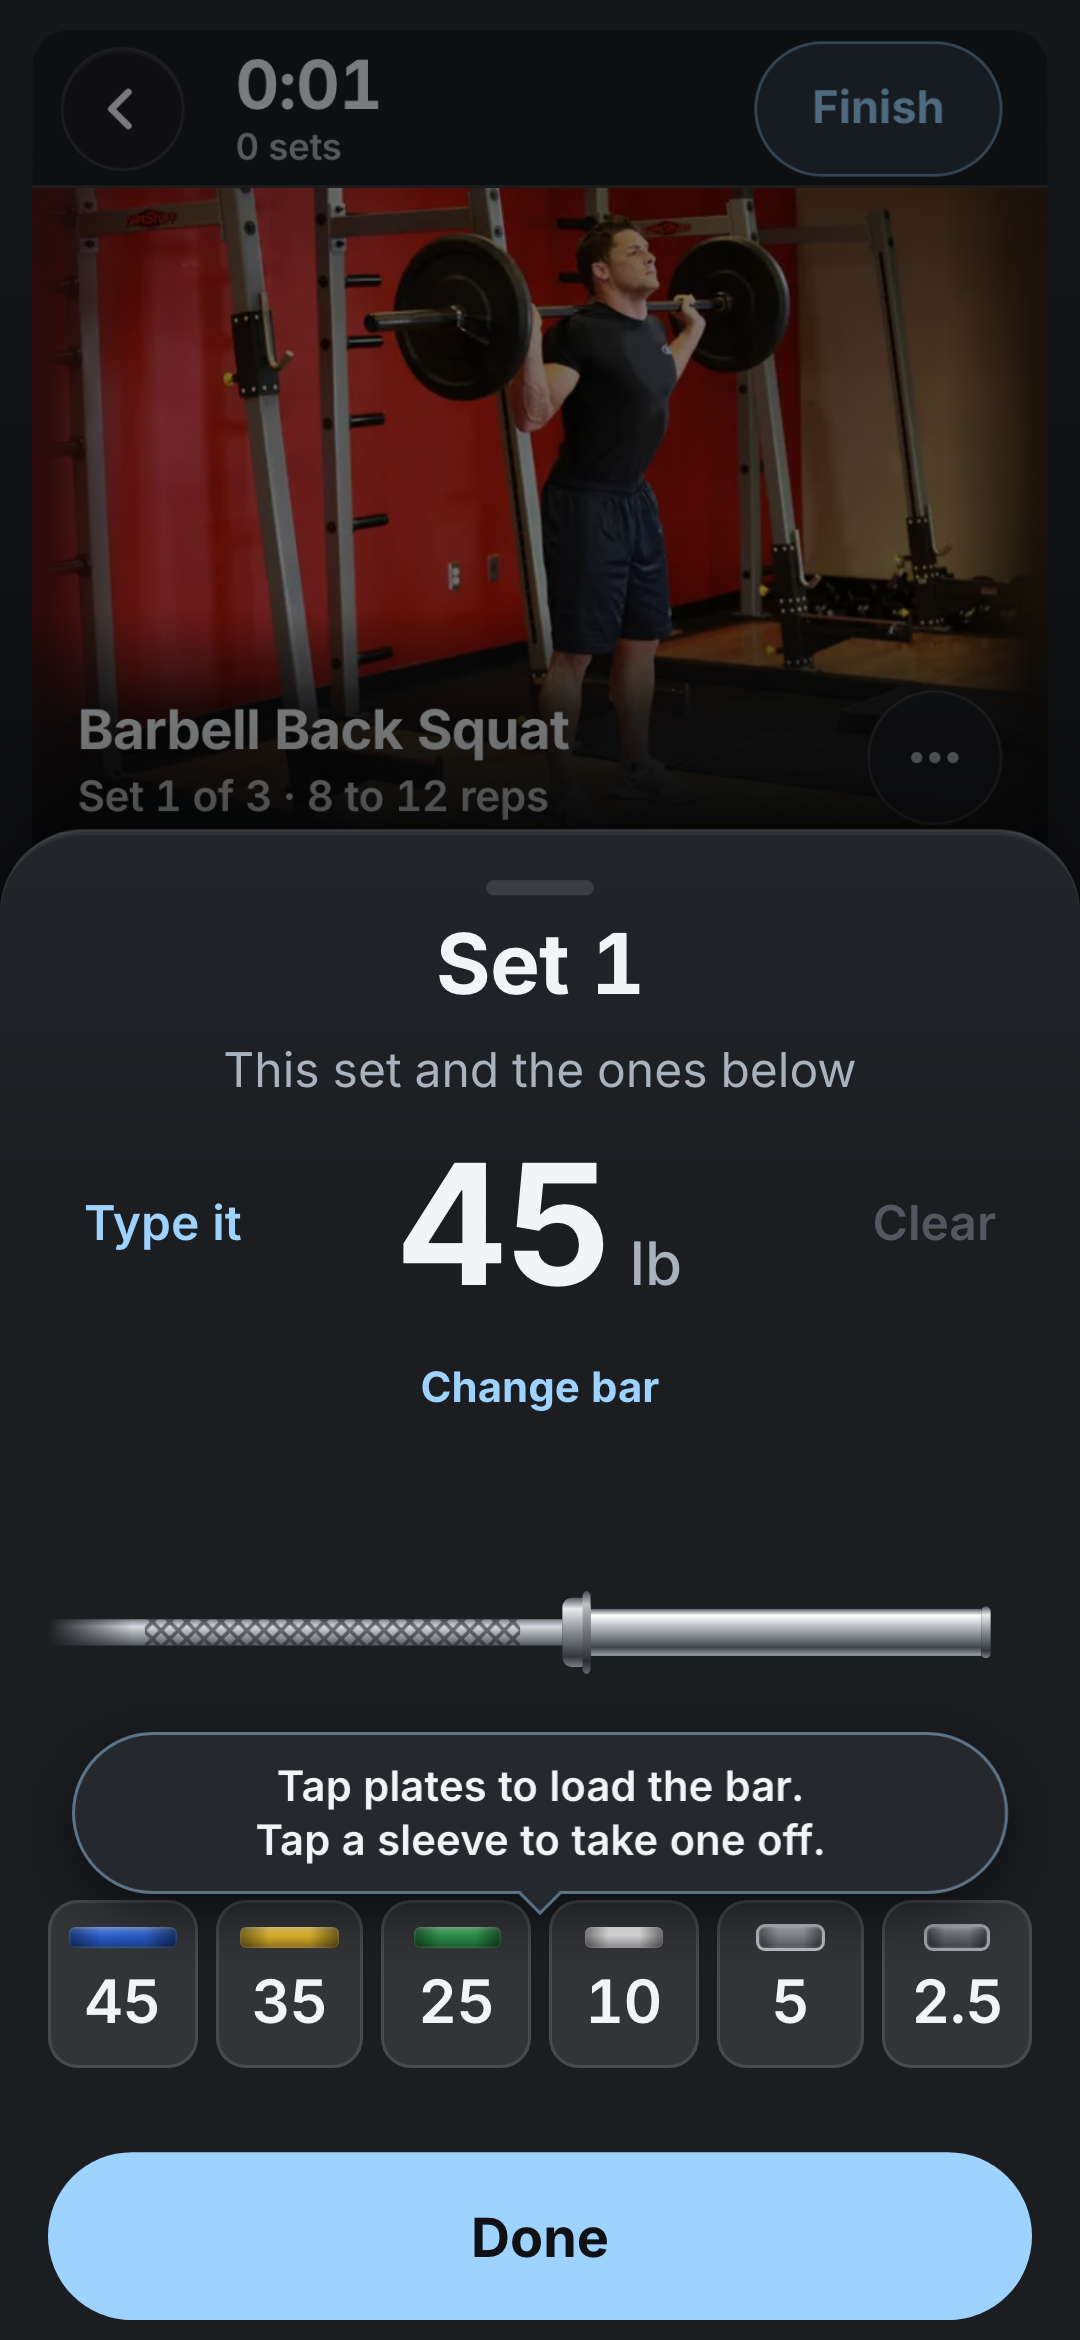 0:01
0 sets
Finish
Barbell Back Squat
Set 1 of 3 · 8 to 12 reps
Set 1
This set and the ones below
Type it
45 lb
Clear
Change bar
Tap plates to load the bar.
Tap a sleeve to take one off.
45 35 25 10 5 2.5
Done